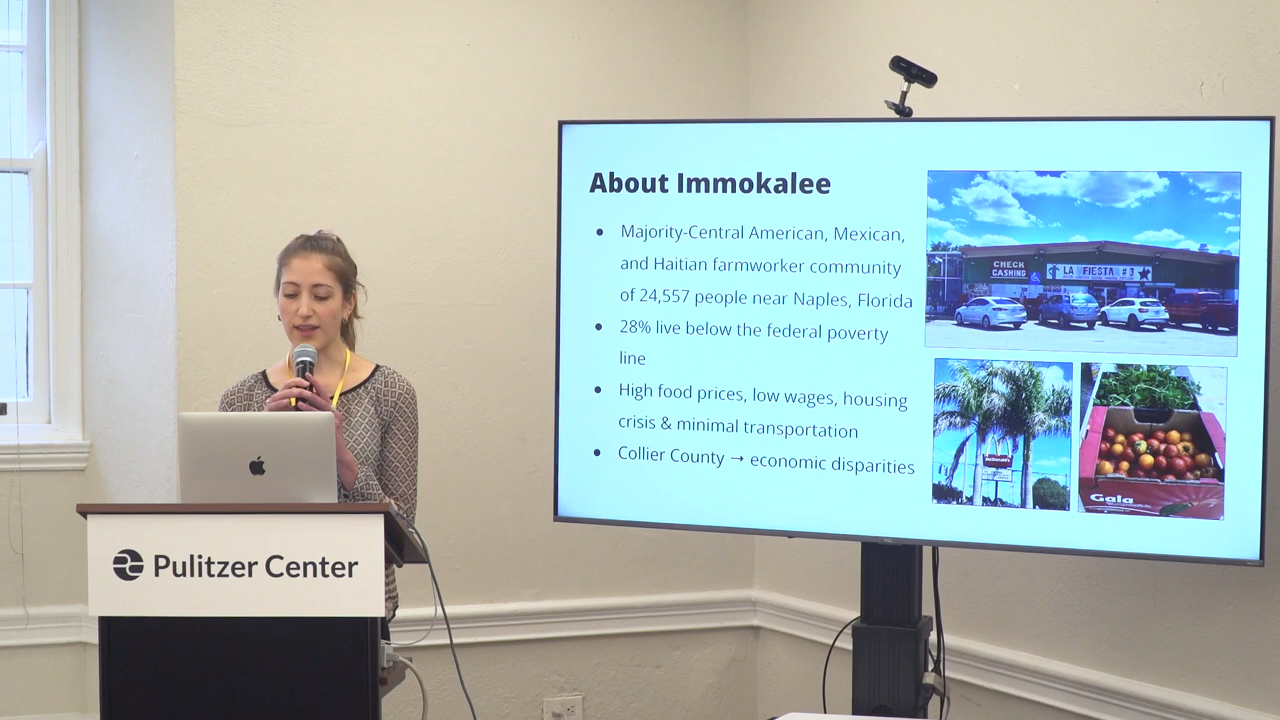 About Immokalee
• Majority-Central American, Mexican,
and Haitian farmworker community
of 24,557 people near Naples, Florida
• 28% live below the federal poverty
line
• High food prices, low wages, housing
crisis & minimal transportation
• Collier County → economic disparities
CHECK
CASHING
LA FIESTA #3
McDonald's
Gala
Pulitzer Center
TCL